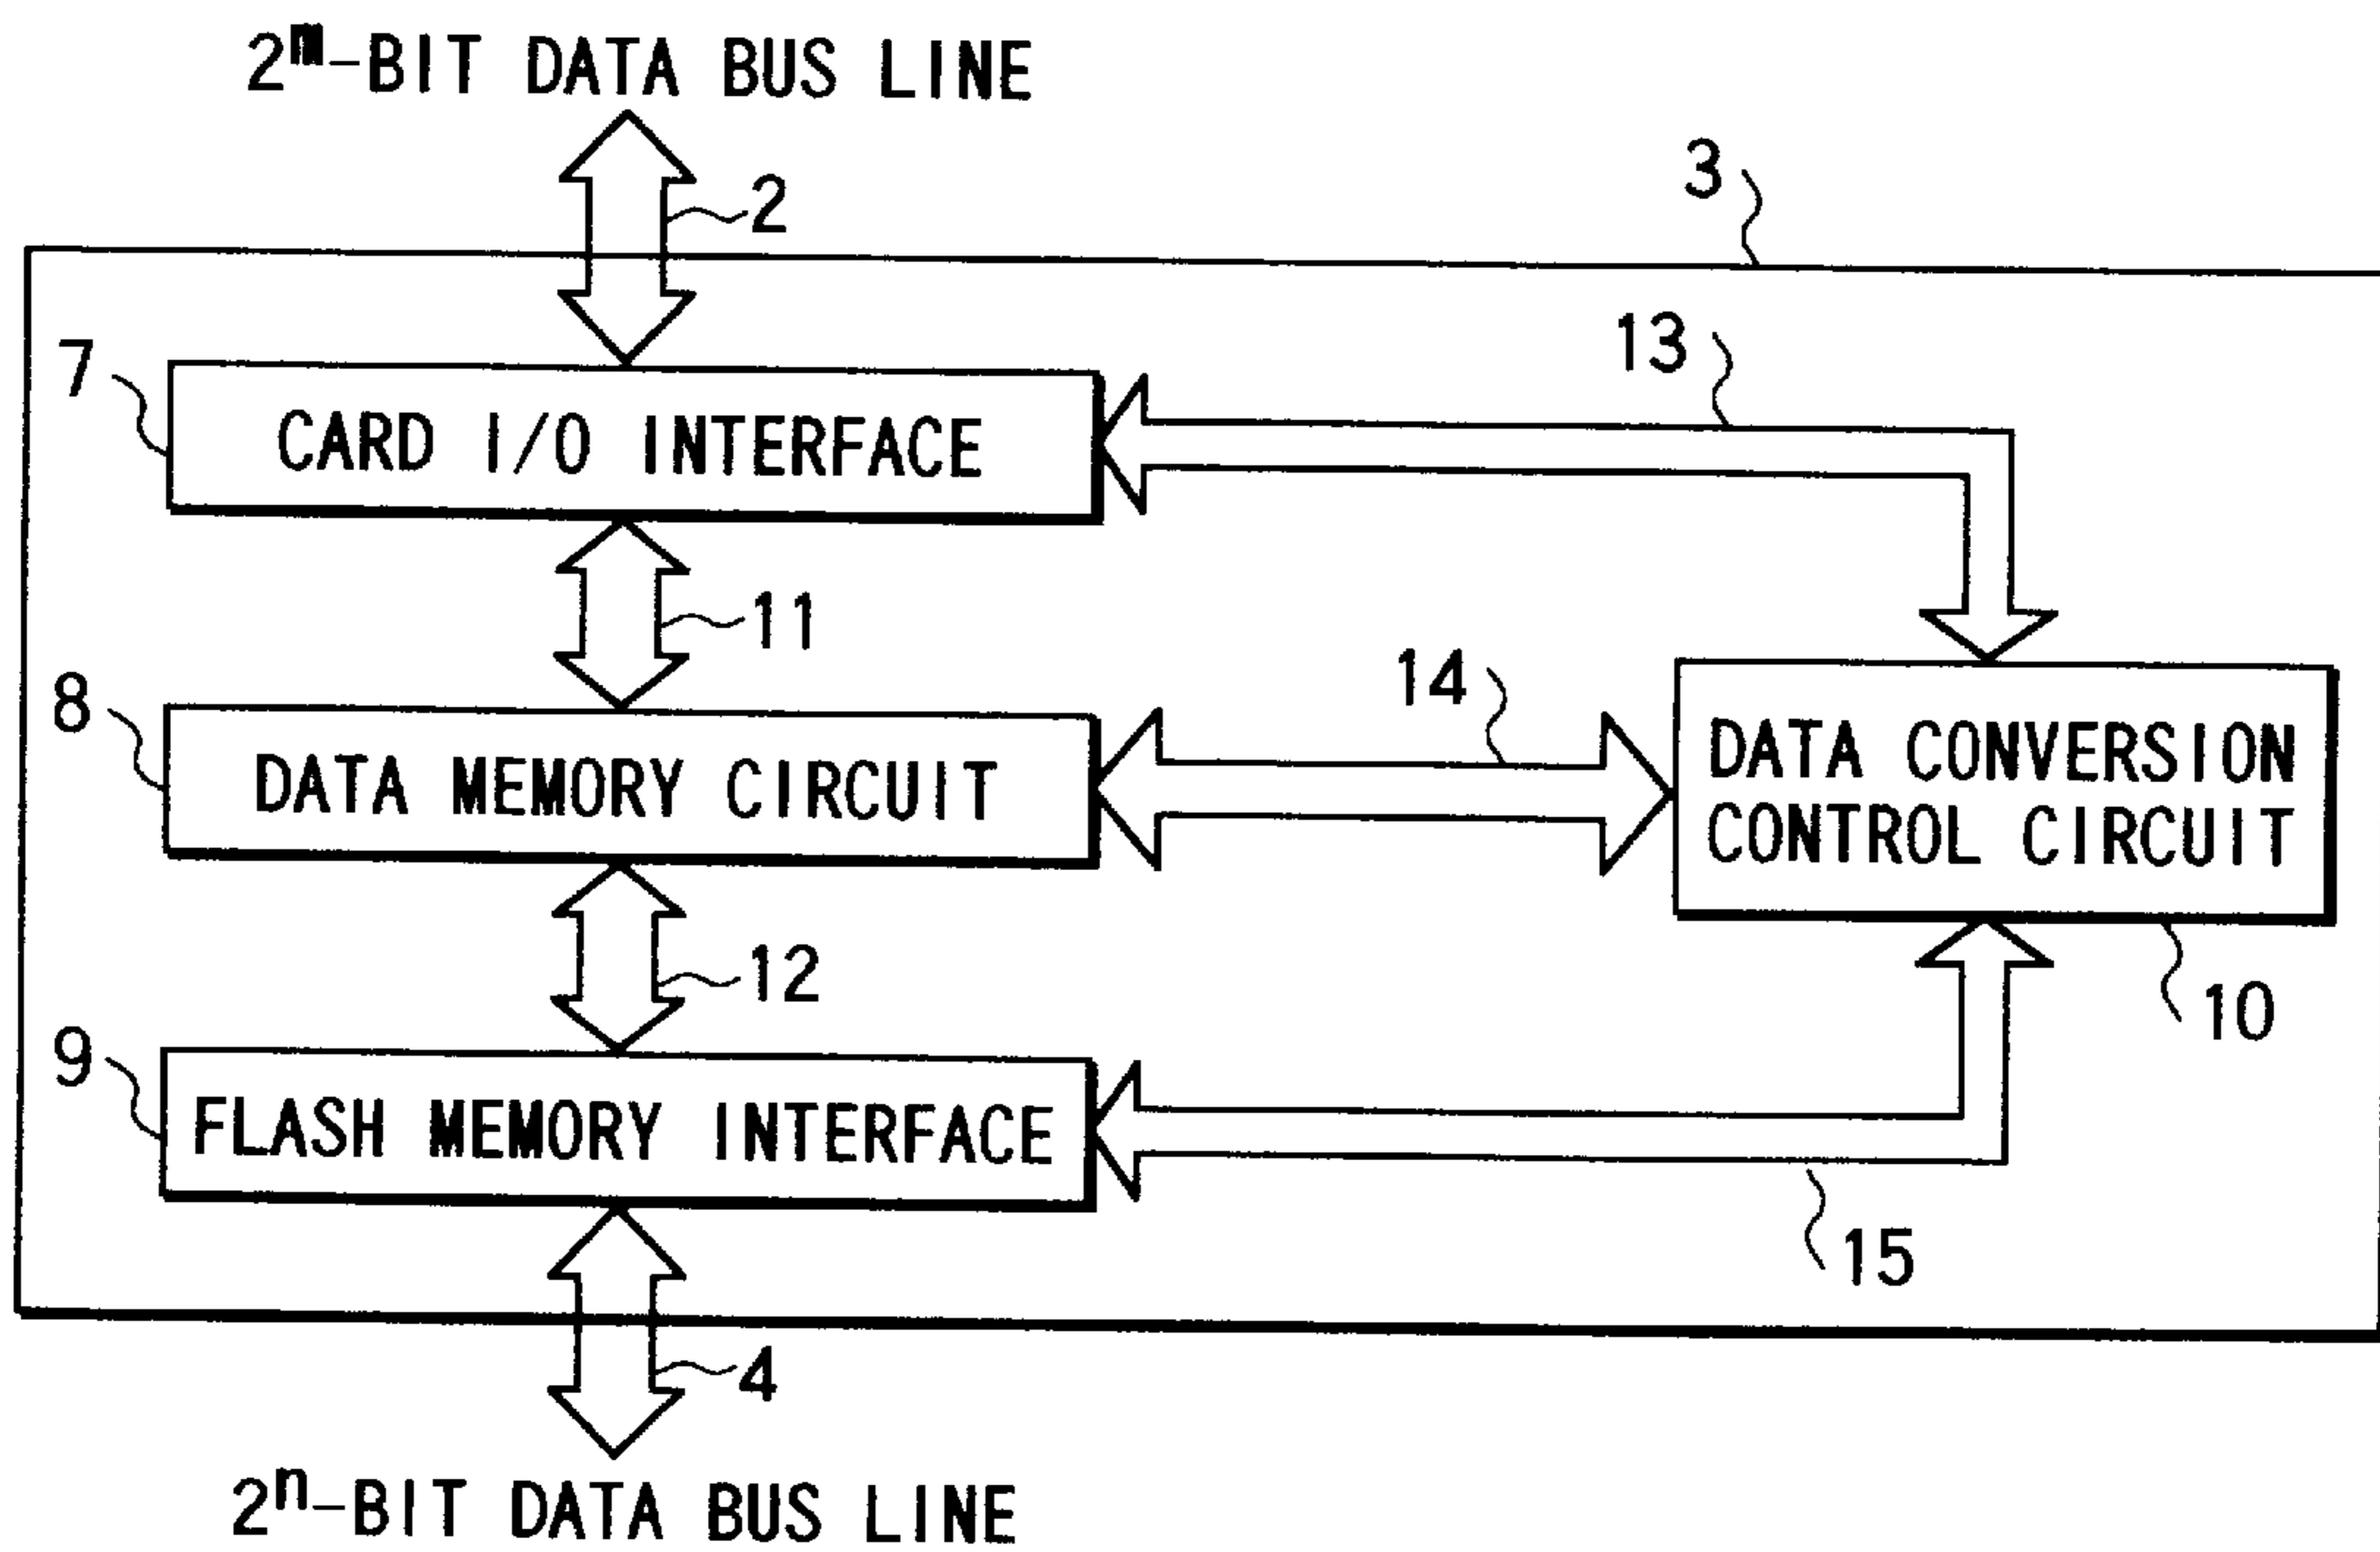 2ᵐ-BIT DATA BUS LINE
2
3
7
CARD I/O INTERFACE
13
11
8
DATA MEMORY CIRCUIT
14
DATA CONVERSION
CONTROL CIRCUIT
12
10
9
FLASH MEMORY INTERFACE
15
4
2ⁿ-BIT DATA BUS LINE